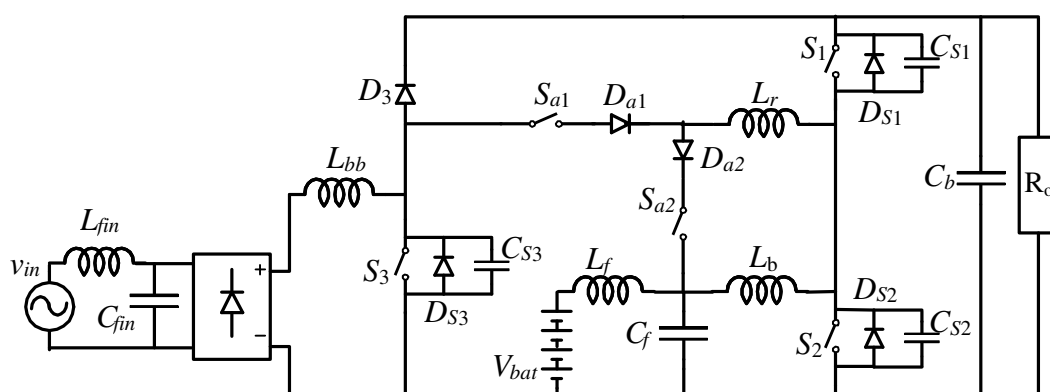 S1
CS1
D3
Sa1
Da1
Lr
DS1
Lbb
Da2
Cb
Ro
Lfin
Sa2
vin
S3
CS3
Lf
Lb
+
DS2
Cfin
DS3
Cf
S2
CS2
−
Vbat